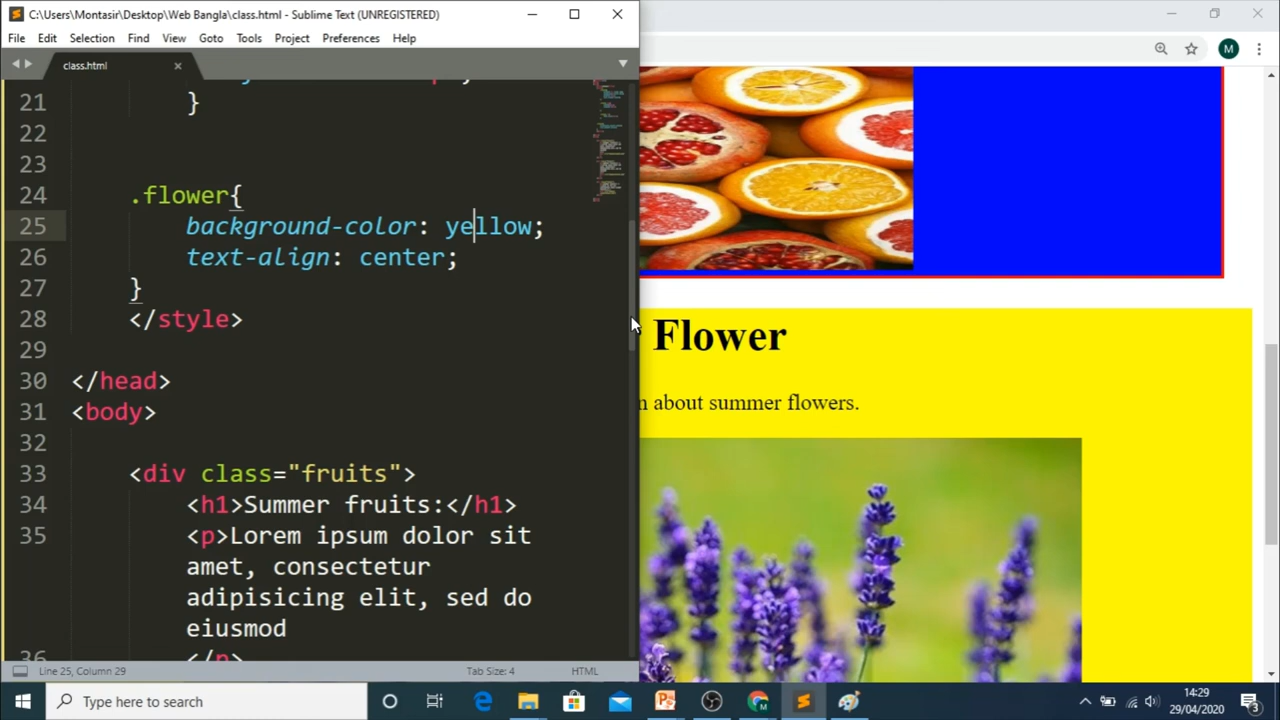 C:\Users\Montasir\Desktop\Web Bangla\class.html - Sublime Text (UNREGISTERED)
File Edit Selection Find View Goto Tools Project Preferences Help
class.html
M
21 }
22
23
24 .flower{
25 background-color: yellow;
26 text-align: center;
27 }
28 </style>
29
30 </head>
31 <body>
32
33 <div class="fruits">
34 <h1>Summer fruits:</h1>
35 <p>Lorem ipsum dolor sit
amet, consectetur
adipisicing elit, sed do
eiusmod
36 </p>
Flower
about summer flowers.
Line 25, Column 29 Tab Size: 4 HTML
Type here to search
14:29
29/04/2020
3